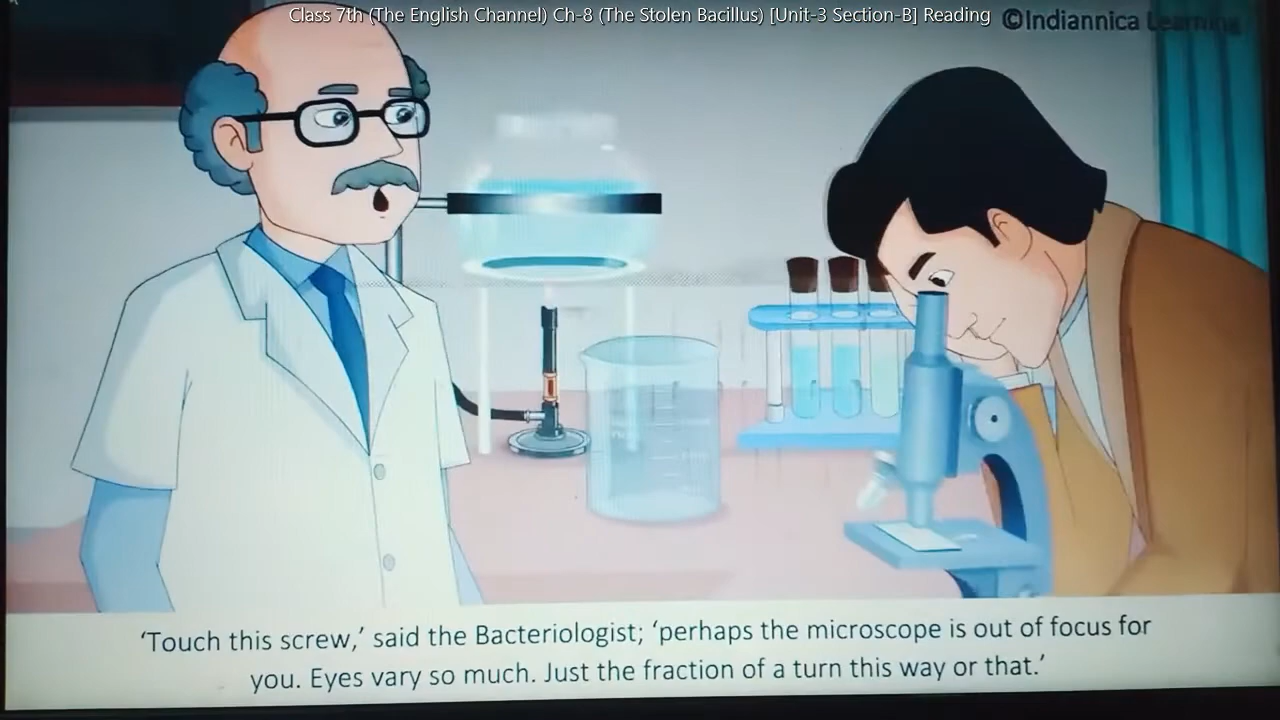 Class 7th (The English Channel) Ch-8 (The Stolen Bacillus) [Unit-3 Section-B] Reading
©Indiannica Learning
‘Touch this screw,’ said the Bacteriologist; ‘perhaps the microscope is out of focus for
you. Eyes vary so much. Just the fraction of a turn this way or that.’